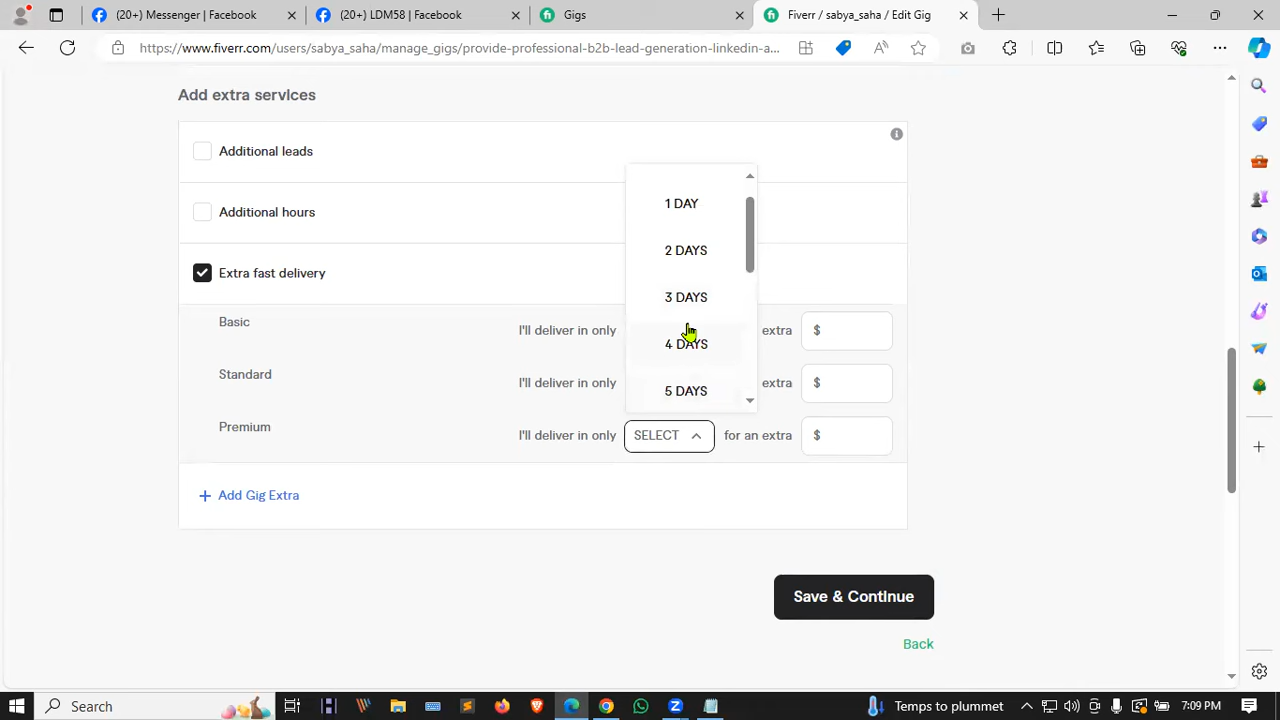 (20+) Messenger | Facebook
(20+) LDM58 | Facebook
Gigs
Fiverr / sabya_saha / Edit Gig
https://www.fiverr.com/users/sabya_saha/manage_gigs/provide-professional-b2b-lead-generation-linkedin-a...
Add extra services
Additional leads
Additional hours
Extra fast delivery
1 DAY
2 DAYS
3 DAYS
4 DAYS
5 DAYS
Basic I'll deliver in only extra $
Standard I'll deliver in only extra $
Premium I'll deliver in only SELECT for an extra $
+ Add Gig Extra
Save & Continue
Back
Search
Temps to plummet
7:09 PM